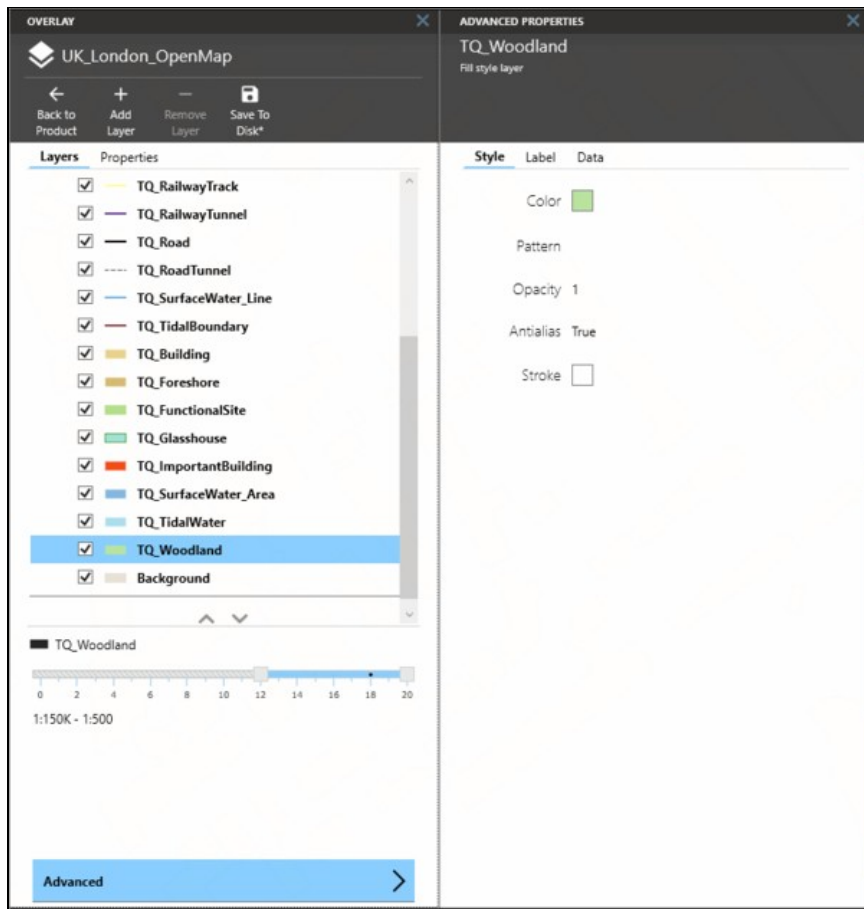 OVERLAY
UK_London_OpenMap
Back to Product
Add Layer
Remove Layer
Save To Disk*
Layers Properties
TQ_RailwayTrack
TQ_RailwayTunnel
TQ_Road
TQ_RoadTunnel
TQ_SurfaceWater_Line
TQ_TidalBoundary
TQ_Building
TQ_Foreshore
TQ_FunctionalSite
TQ_Glasshouse
TQ_ImportantBuilding
TQ_SurfaceWater_Area
TQ_TidalWater
TQ_Woodland
Background
TQ_Woodland
0 2 4 6 8 10 12 14 16 18 20
1:150K - 1:500
Advanced
ADVANCED PROPERTIES
TQ_Woodland
Fill style layer
Style Label Data
Color
Pattern
Opacity 1
Antialias True
Stroke